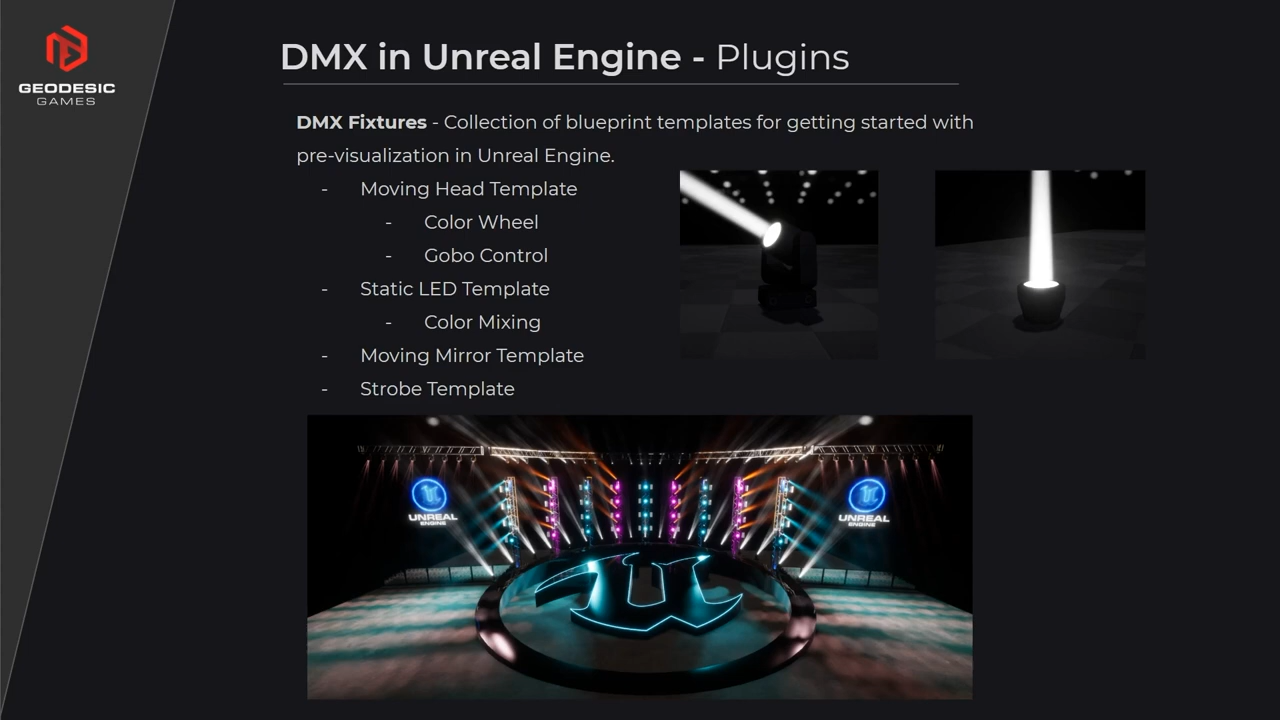 GEODESIC
GAMES
DMX in Unreal Engine - Plugins
DMX Fixtures - Collection of blueprint templates for getting started with
pre-visualization in Unreal Engine.
- Moving Head Template
- Color Wheel
- Gobo Control
- Static LED Template
- Color Mixing
- Moving Mirror Template
- Strobe Template
UNREAL
ENGINE
UNREAL
ENGINE